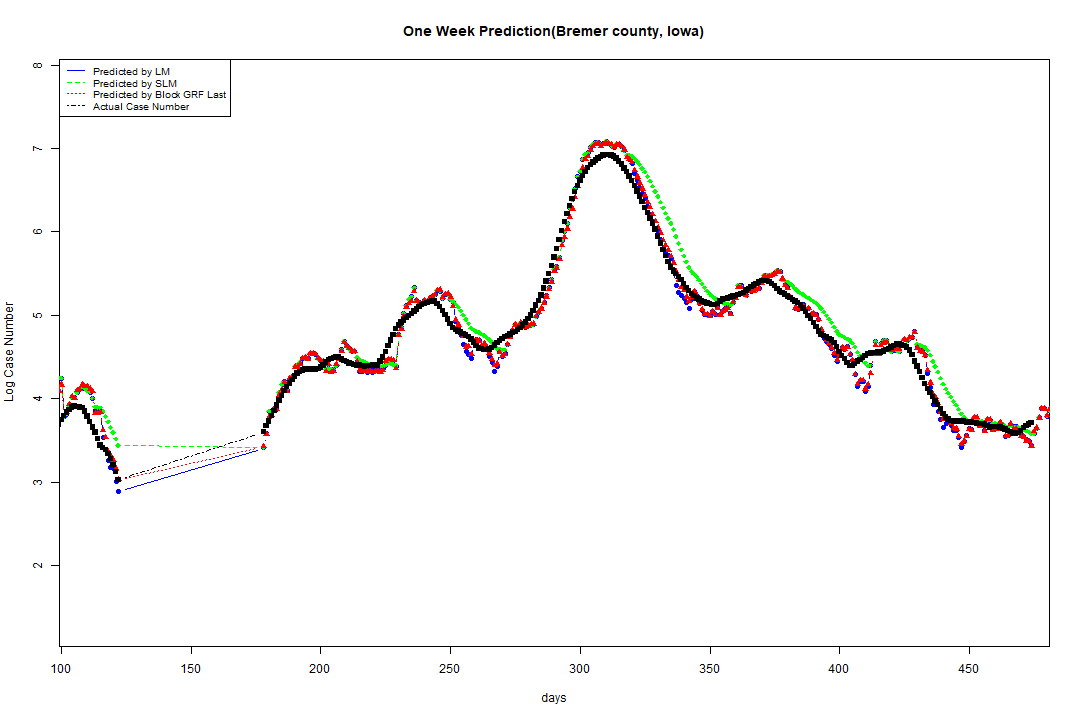 One Week Prediction(Bremer county, Iowa)
Predicted by LM
Predicted by SLM
Predicted by Block GRF Last
Actual Case Number
8
7
6
5
4
3
2
Log Case Number
100 150 200 250 300 350 400 450
days